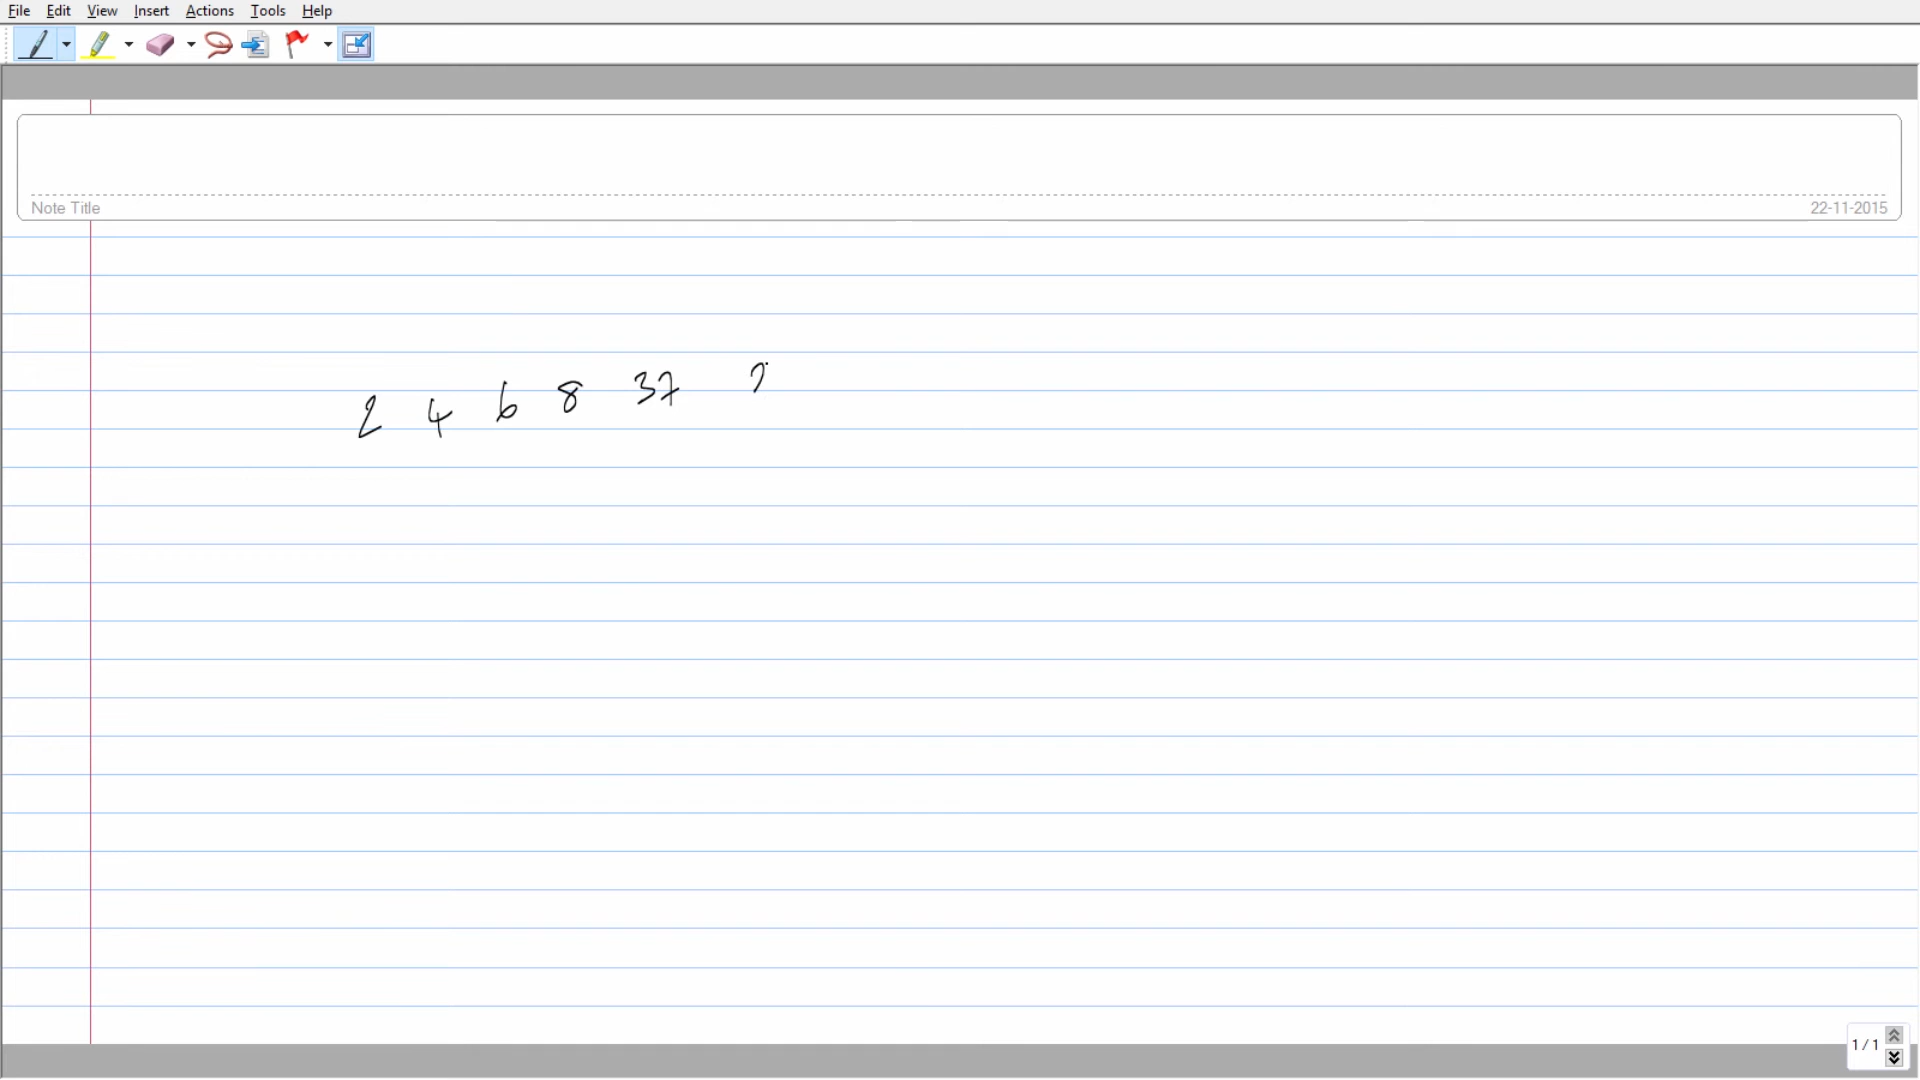 File Edit View Insert Actions Tools Help
Note Title
22-11-2015
2 4 6 8 37
1 / 1